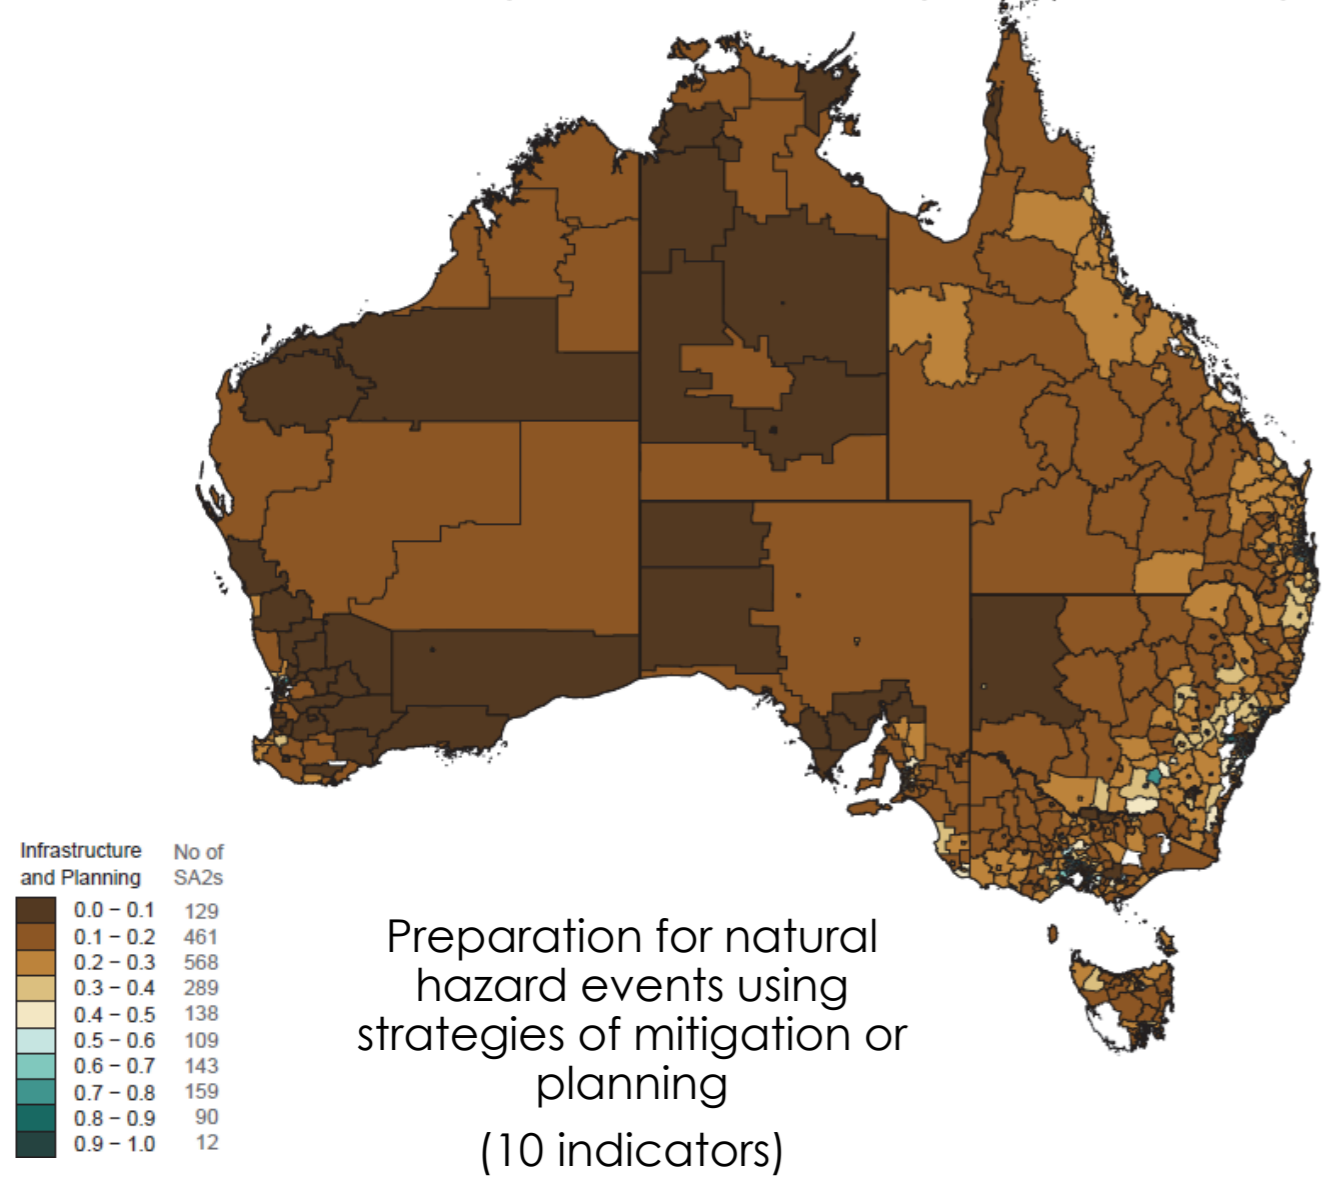 Infrastructure No of
and Planning SA2s
0.0 – 0.1 129
0.1 – 0.2 461
0.2 – 0.3 568
0.3 – 0.4 289
0.4 – 0.5 138
0.5 – 0.6 109
0.6 – 0.7 143
0.7 – 0.8 159
0.8 – 0.9 90
0.9 – 1.0 12
Preparation for natural
hazard events using
strategies of mitigation or
planning
(10 indicators)